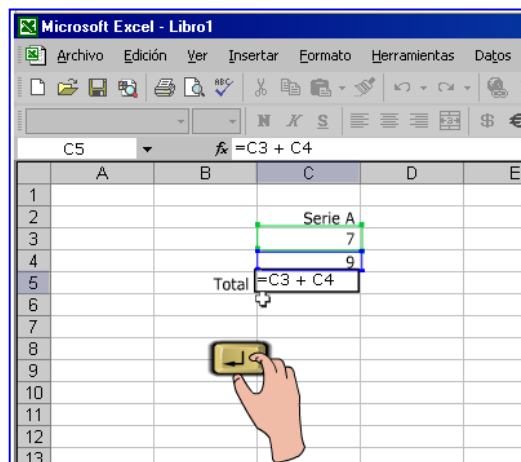 Microsoft Excel - Libro1
Archivo Edición Ver Insertar Formato Herramientas Datos
ABC
N K S $ €
C5 fx =C3 + C4
A B C D E
1
2 Serie A
3 7
4 9
5 Total =C3 + C4
6
7
8
9
10
11
12
13